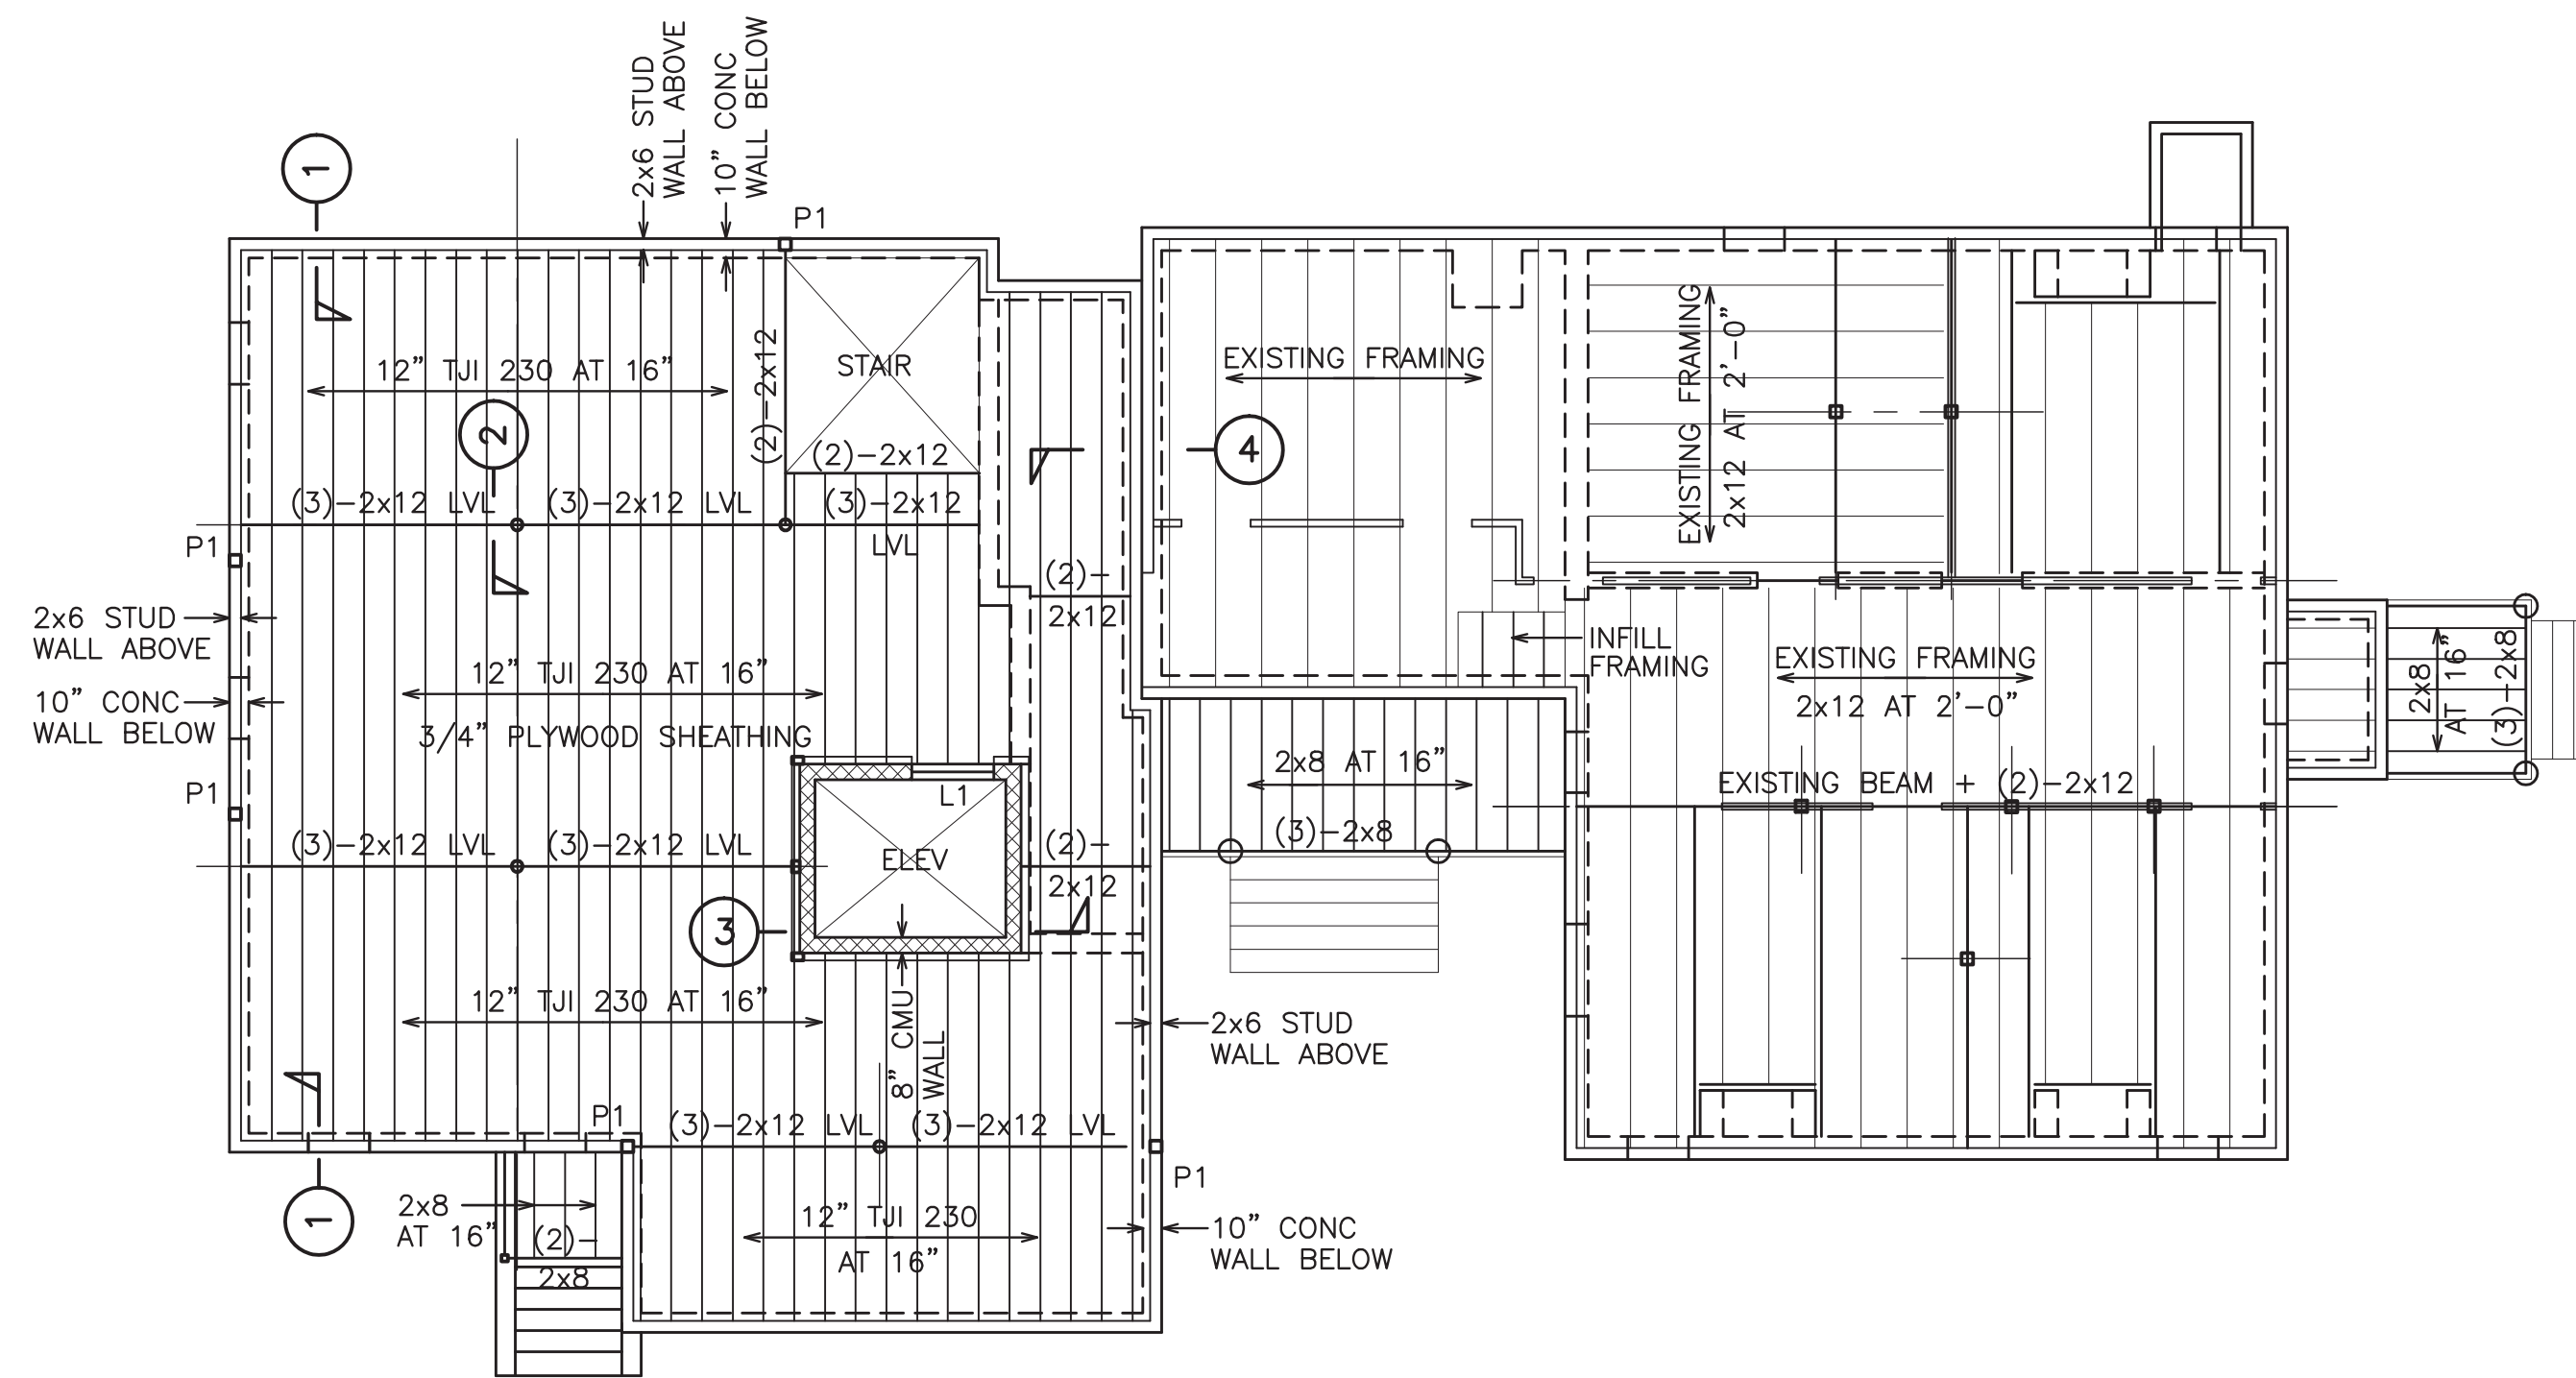 2x6 STUD
WALL ABOVE
10” CONC
WALL BELOW
1
P1
12” TJI 230 AT 16”
(2)-2x12
STAIR
EXISTING FRAMING
EXISTING FRAMING
EXISTING FRAMING
2x12 AT 2’-0”
2
(2)-2x12
4
(3)-2x12 LVL
(3)-2x12 LVL
(3)-2x12
LVL
P1
(2)-
2x12
2x6 STUD
WALL ABOVE
INFILL
FRAMING
12” TJI 230 AT 16”
EXISTING FRAMING
2x12 AT 2’-0”
2x8
AT 16”
(3)-2x8
10” CONC
WALL BELOW
3/4” PLYWOOD SHEATHING
2x8 AT 16”
P1
L1
EXISTING BEAM + (2)-2x12
(3)-2x12 LVL
(3)-2x12 LVL
ELEV
(2)-
2x12
(3)-2x8
3
12” TJI 230 AT 16”
8” CMU
WALL
2x6 STUD
WALL ABOVE
P1
(3)-2x12 LVL
(3)-2x12 LVL
P1
1
2x8
AT 16”
(2)-
2x8
12” TJI 230
AT 16”
10” CONC
WALL BELOW